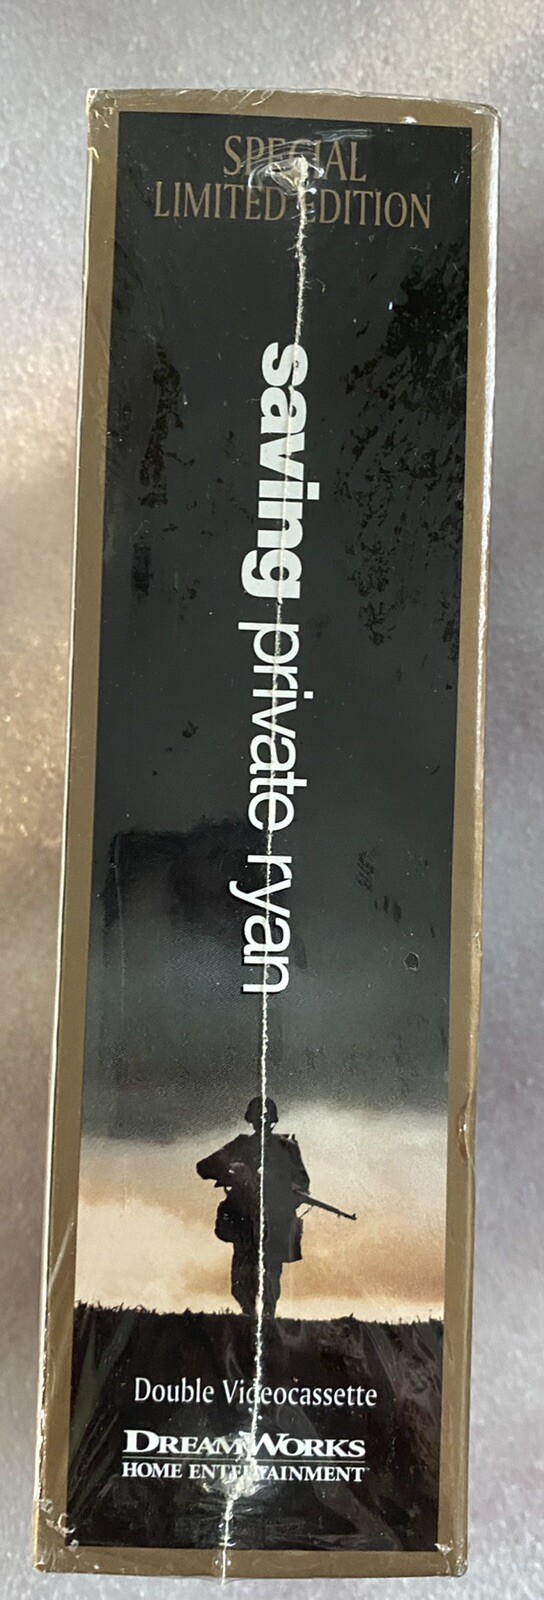 SPECIAL
LIMITED EDITION
saving private ryan
Double Videocassette
DREAMWORKS
HOME ENTERTAINMENT